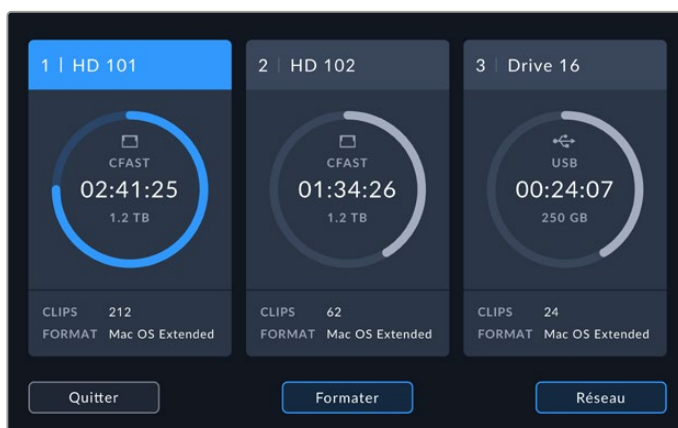 1 | HD 101
CFAST
02:41:25
1.2 TB
CLIPS 212
FORMAT Mac OS Extended
2 | HD 102
CFAST
01:34:26
1.2 TB
CLIPS 62
FORMAT Mac OS Extended
3 | Drive 16
USB
00:24:07
250 GB
CLIPS 24
FORMAT Mac OS Extended
Quitter
Formater
Réseau